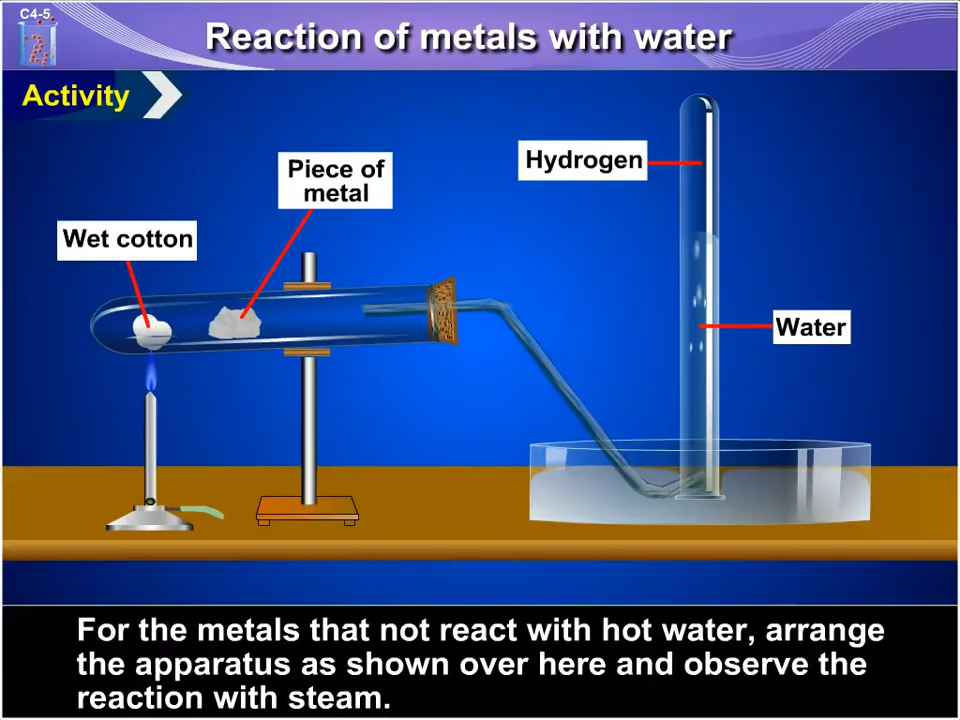 C4-5
Reaction of metals with water
Activity
Piece of
metal
Hydrogen
Wet cotton
Water
For the metals that not react with hot water, arrange
the apparatus as shown over here and observe the
reaction with steam.